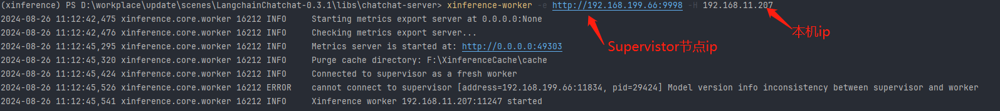 (xinference) PS D:\workplace\update\scenes\LangchainChatchat-0.3.1\libs\chatchat-server> xinference-worker -e http://192.168.199.66:9998 -H 192.168.11.207
本机ip
2024-08-26 11:12:42,475 xinference.core.worker 16212 INFO     Starting metrics export server at 0.0.0.0:None
2024-08-26 11:12:42,476 xinference.core.worker 16212 INFO     Checking metrics export server...
2024-08-26 11:12:45,295 xinference.core.worker 16212 INFO     Metrics server is started at: http://0.0.0.0:49303
Supervistor节点ip
2024-08-26 11:12:45,320 xinference.core.worker 16212 INFO     Purge cache directory: F:\XinferenceCache\cache
2024-08-26 11:12:45,424 xinference.core.worker 16212 INFO     Connected to supervisor as a fresh worker
2024-08-26 11:12:45,526 xinference.core.worker 16212 ERROR    cannot connect to supervisor [address=192.168.199.66:11834, pid=29424] Model version info inconsistency between supervisor and worker
2024-08-26 11:12:45,541 xinference.core.worker 16212 INFO     Xinference worker 192.168.11.207:11247 started